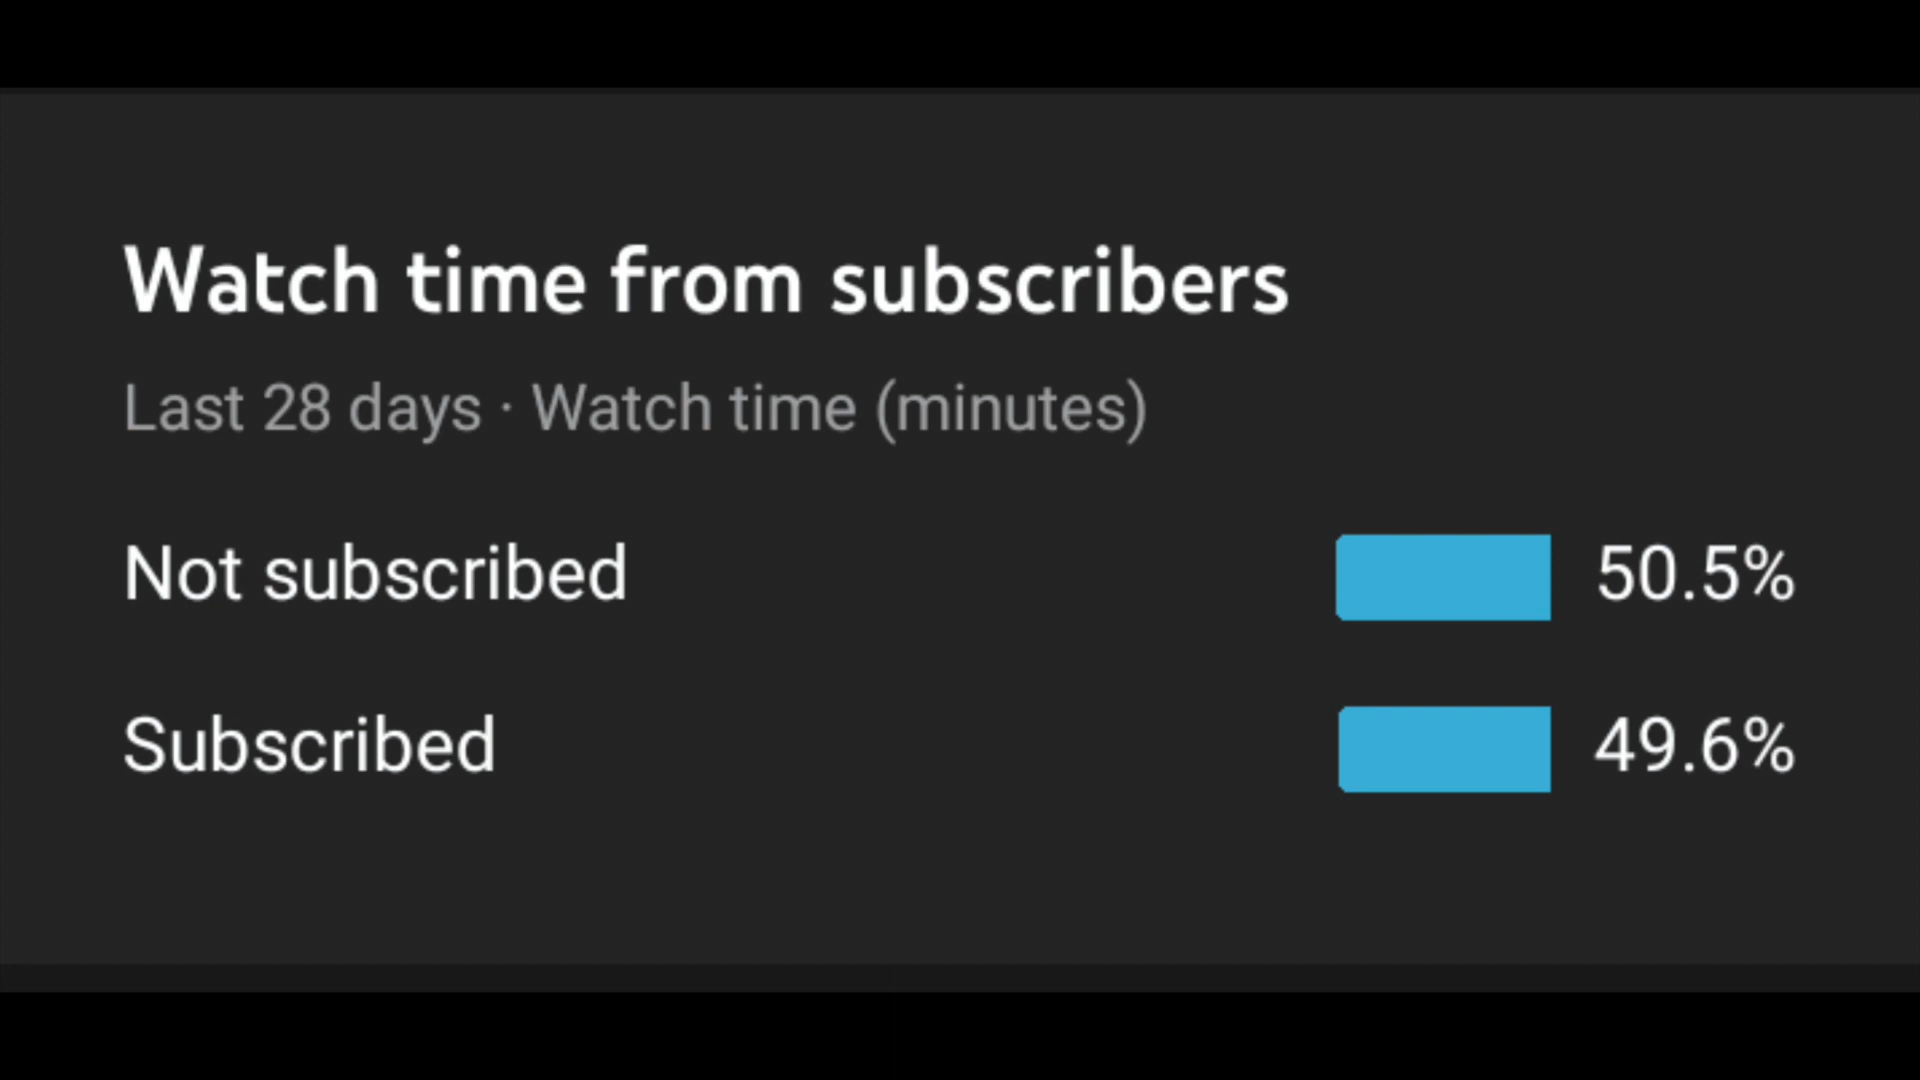 Watch time from subscribers
Last 28 days · Watch time (minutes)
Not subscribed 50.5%
Subscribed 49.6%